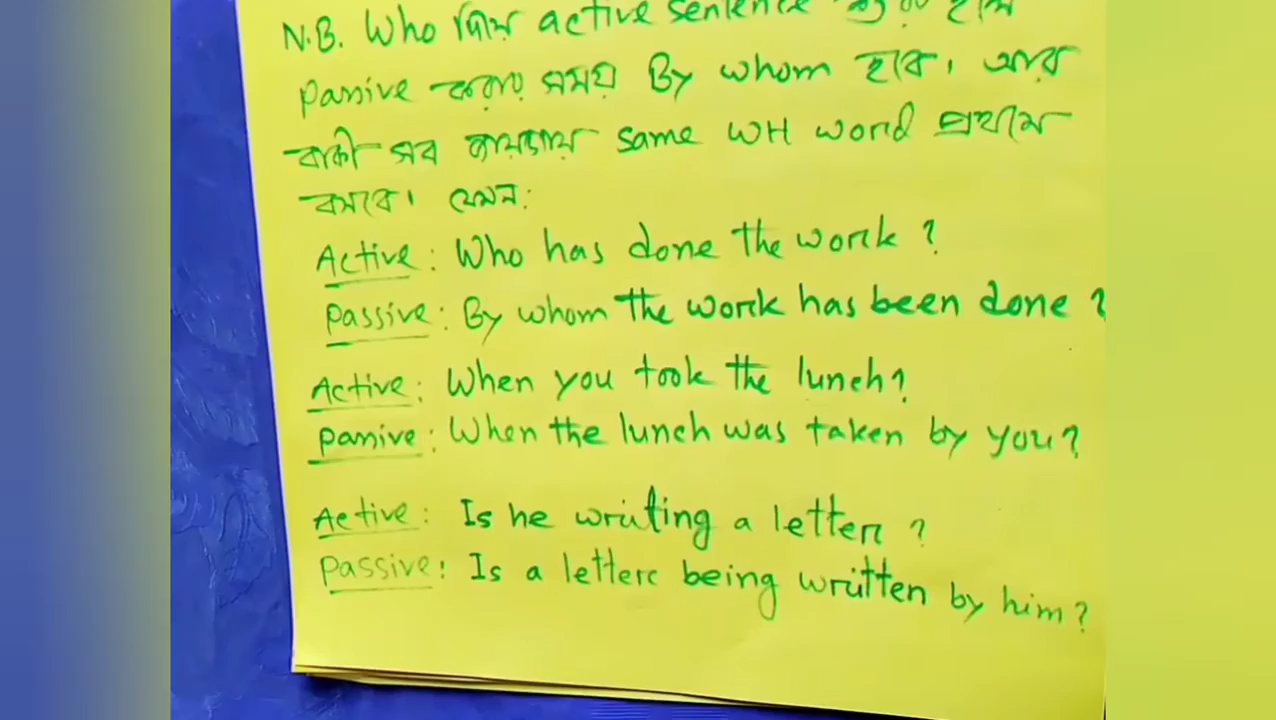 N.B. Who দিয়ে active sentence শুরু হলে
passive করার সময় By whom হবে। আর
বাকী সব জায়গায় same WH word প্রথমে
বসবে। যেমন:
Active: Who has done the work?
Passive: By whom the work has been done?
Active: When you took the lunch?
passive: When the lunch was taken by you?
Active: Is he writing a letter?
Passive: Is a letter being written by him?